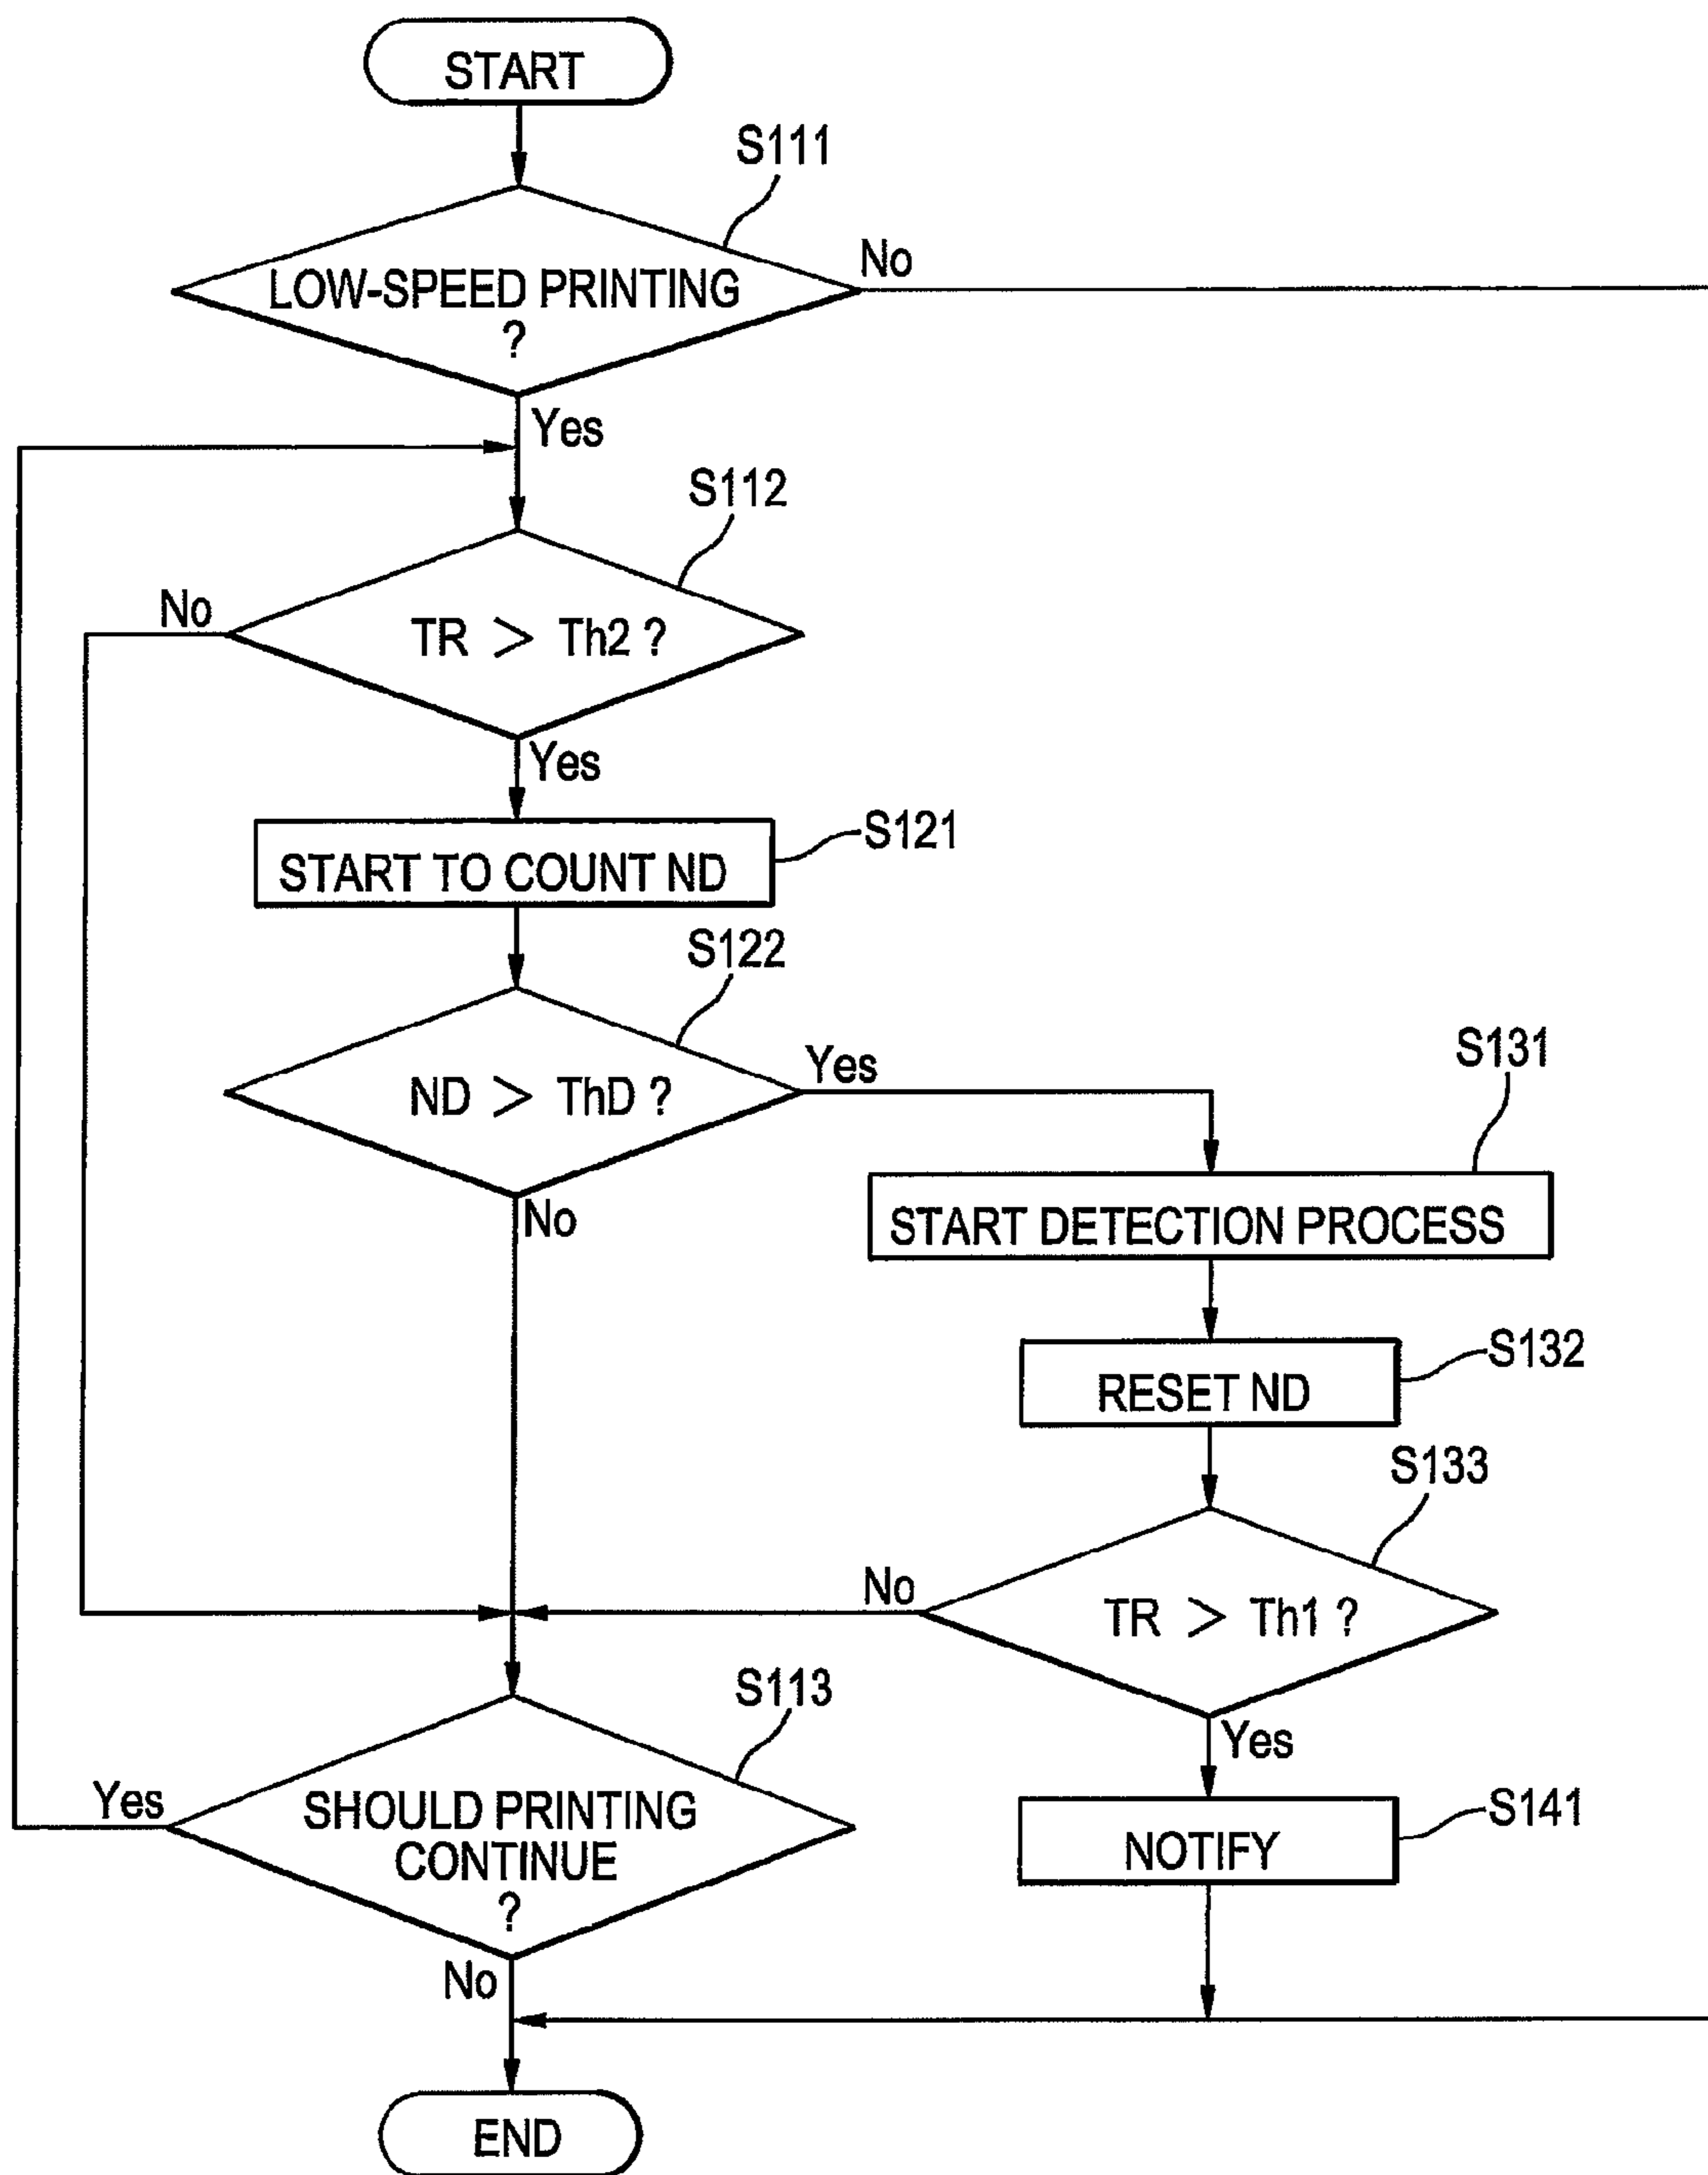 START
S111
LOW-SPEED PRINTING
?
No
Yes
S112
No
TR > Th2 ?
Yes
S121
START TO COUNT ND
S122
ND > ThD ?
Yes
No
S131
START DETECTION PROCESS
S132
RESET ND
S133
No
TR > Th1 ?
Yes
S113
Yes
SHOULD PRINTING
CONTINUE
?
No
S141
NOTIFY
END